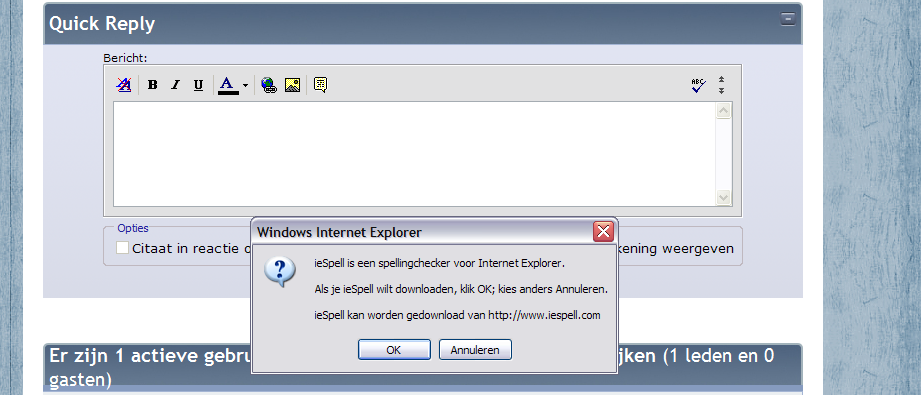 Quick Reply
Bericht:
B I U A
ABC
Opties
Citaat in reactie
kening weergeven
Windows Internet Explorer
ieSpell is een spellingchecker voor Internet Explorer.
Als je ieSpell wilt downloaden, klik OK; kies anders Annuleren.
ieSpell kan worden gedownload van http://www.iespell.com
OK Annuleren
Er zijn 1 actieve gebru jken (1 leden en 0
gasten)